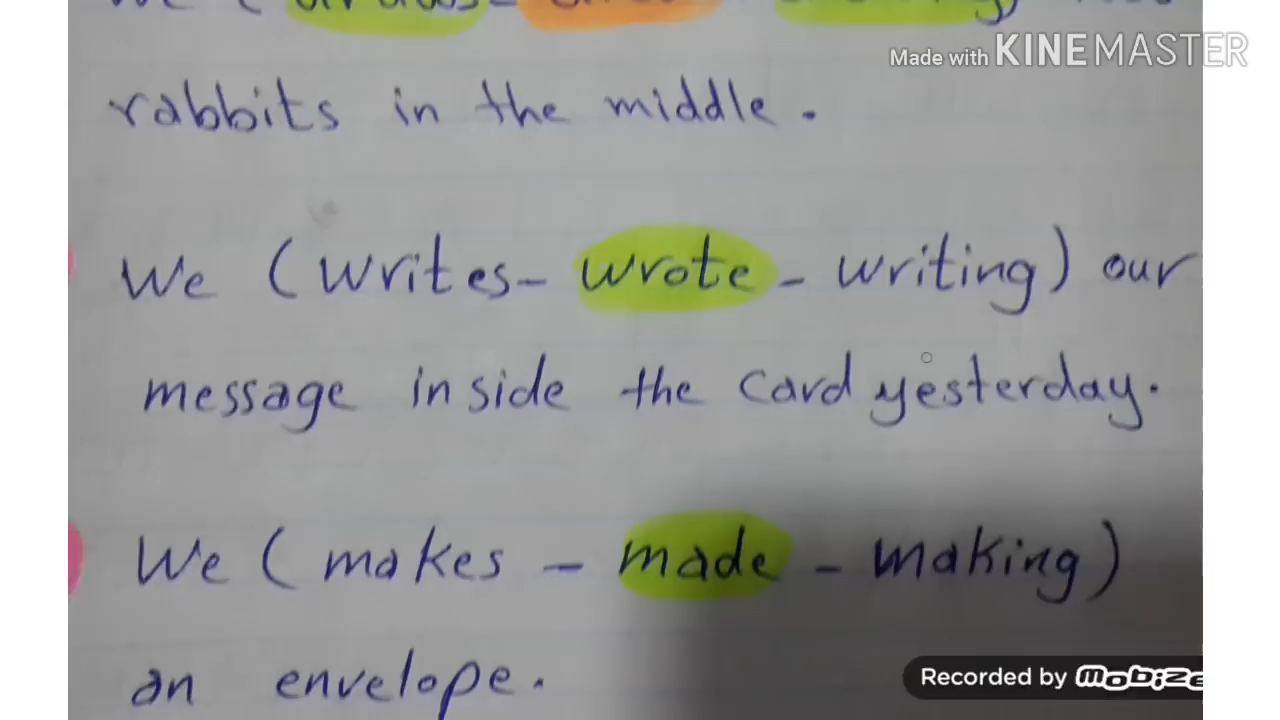 Made with KINEMASTER
rabbits in the middle.
We (writes - wrote - writing) our
message inside the card yesterday.
We ( makes - made - making)
an envelope.
Recorded by